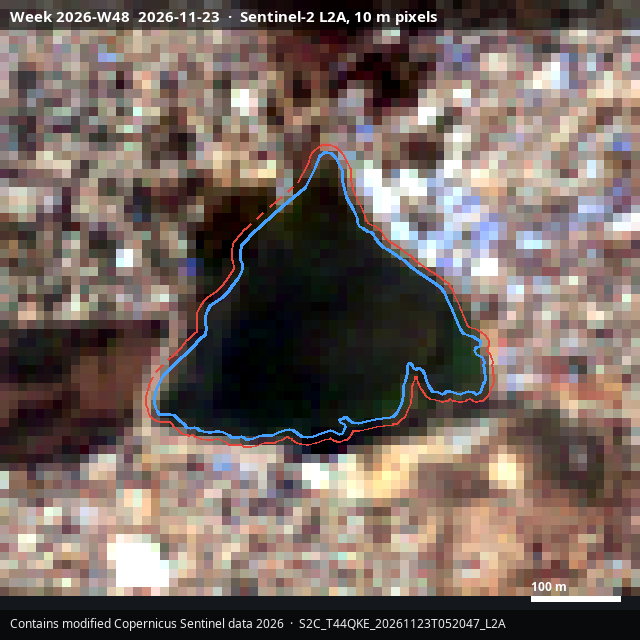 Week 2026-W48  2026-11-23  ·  Sentinel-2 L2A, 10 m pixels
100 m
Contains modified Copernicus Sentinel data 2026  ·  S2C_T44QKE_20261123T052047_L2A